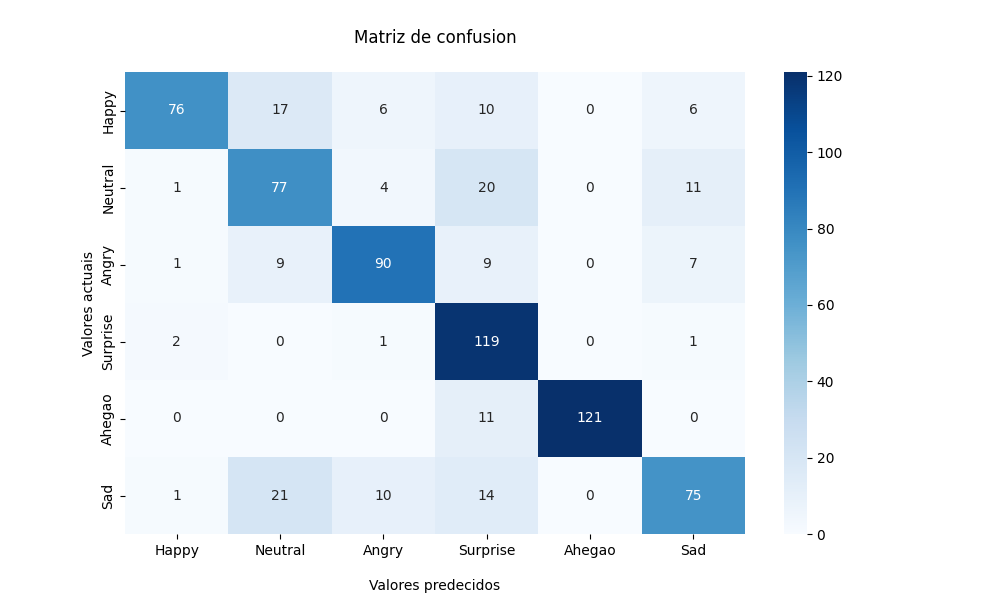 Matriz de confusion
Valores actuais
Happy 76 17 6 10 0 6
Neutral 1 77 4 20 0 11
Angry 1 9 90 9 0 7
Surprise 2 0 1 119 0 1
Ahegao 0 0 0 11 121 0
Sad 1 21 10 14 0 75
Happy Neutral Angry Surprise Ahegao Sad
Valores predecidos
120
100
80
60
40
20
0